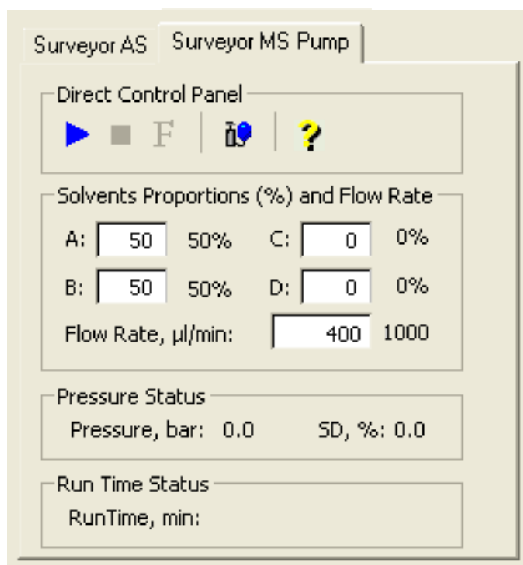 Surveyor AS Surveyor MS Pump
Direct Control Panel
F ?
Solvents Proportions (%) and Flow Rate
A: 50 50% C: 0 0%
B: 50 50% D: 0 0%
Flow Rate, µl/min: 400 1000
Pressure Status
Pressure, bar: 0.0 SD, %: 0.0
Run Time Status
RunTime, min: